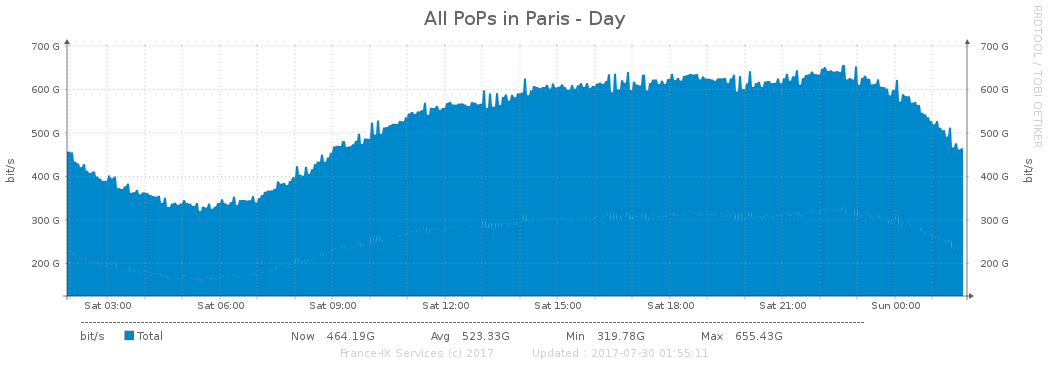 All PoPs in Paris - Day
RRDTOOL / TOBI OETIKER
700 G 700 G
600 G 600 G
500 G 500 G
400 G 400 G
300 G 300 G
200 G 200 G
bit/s bit/s
Sat 03:00 Sat 06:00 Sat 09:00 Sat 12:00 Sat 15:00 Sat 18:00 Sat 21:00 Sun 00:00
bit/s Total Now 464.19G Avg 523.33G Min 319.78G Max 655.43G
France-IX Services (c) 2017 Updated : 2017-07-30 01:55:11